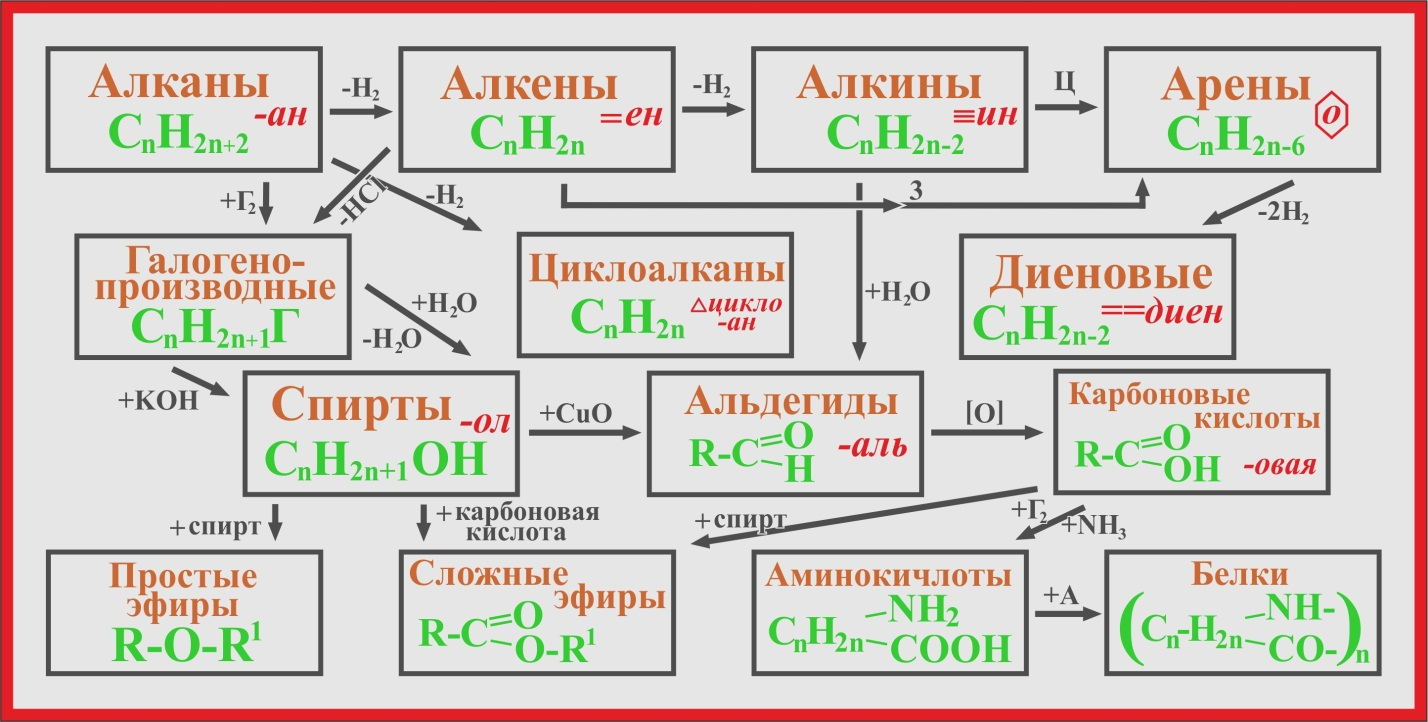 Алканы
-ан
CnH2n+2
-H2
Алкены
=ен
CnH2n
-H2
Алкины
≡ин
CnH2n-2
Ц
Арены
о
CnH2n-6
+Г2
-HCl
-H2
3
-2H2
Галогено-
производные
CnH2n+1Г
+H2O
-H2O
Циклоалканы
CnH2n
△цикло
-ан
+H2O
Диеновые
CnH2n-2
==диен
+KOH
Спирты
-ол
CnH2n+1OH
+CuO
Альдегиды
R-C=O
-H
-аль
[O]
Карбоновые
кислоты
R-C=O
-OH
-овая
+спирт
+карбоновая
кислота
+спирт
+Г2
+NH3
Простые
эфиры
R-O-R¹
Сложные
эфиры
R-C=O
-O-R¹
Аминокичлоты
-NH2
CnH2n-COOH
+А
Белки
-NH-
(Cn-H2n-CO-)n